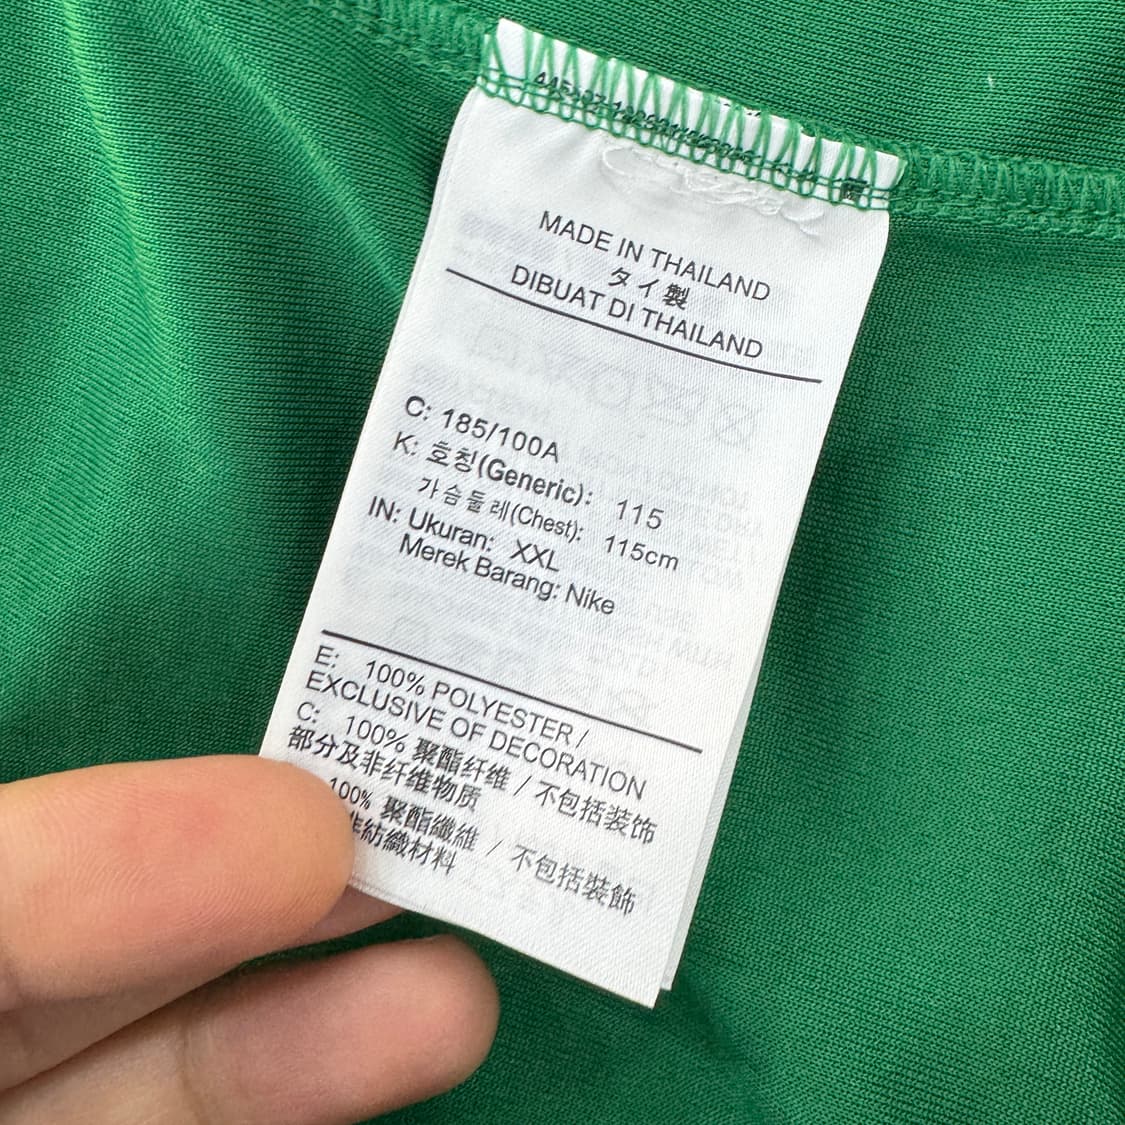 MADE IN THAILAND
タイ製
DIBUAT DI THAILAND
C: 185/100A
K: 호칭(Generic): 115
가슴둘레(Chest): 115cm
IN: Ukuran: XXL
Merek Barang: Nike
E: 100% POLYESTER /
EXCLUSIVE OF DECORATION
C: 100% 聚酯纤维 / 不包括装饰
部分及非纤维物质
100% 聚酯纖維 / 不包括裝飾
非紡織材料